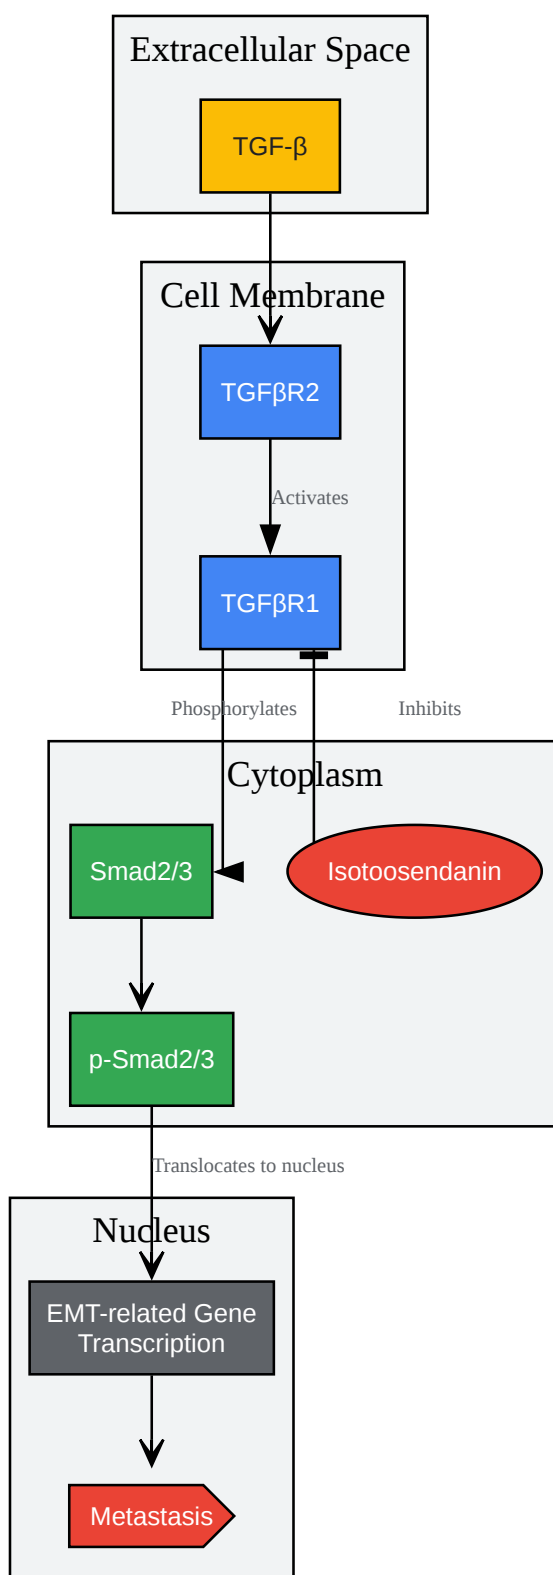 Extracellular Space
TGF-β
Cell Membrane
TGFβR2
Activates
TGFβR1
Phosphorylates
Inhibits
Cytoplasm
Smad2/3
Isotoosendanin
p-Smad2/3
Translocates to nucleus
Nucleus
EMT-related Gene
Transcription
Metastasis